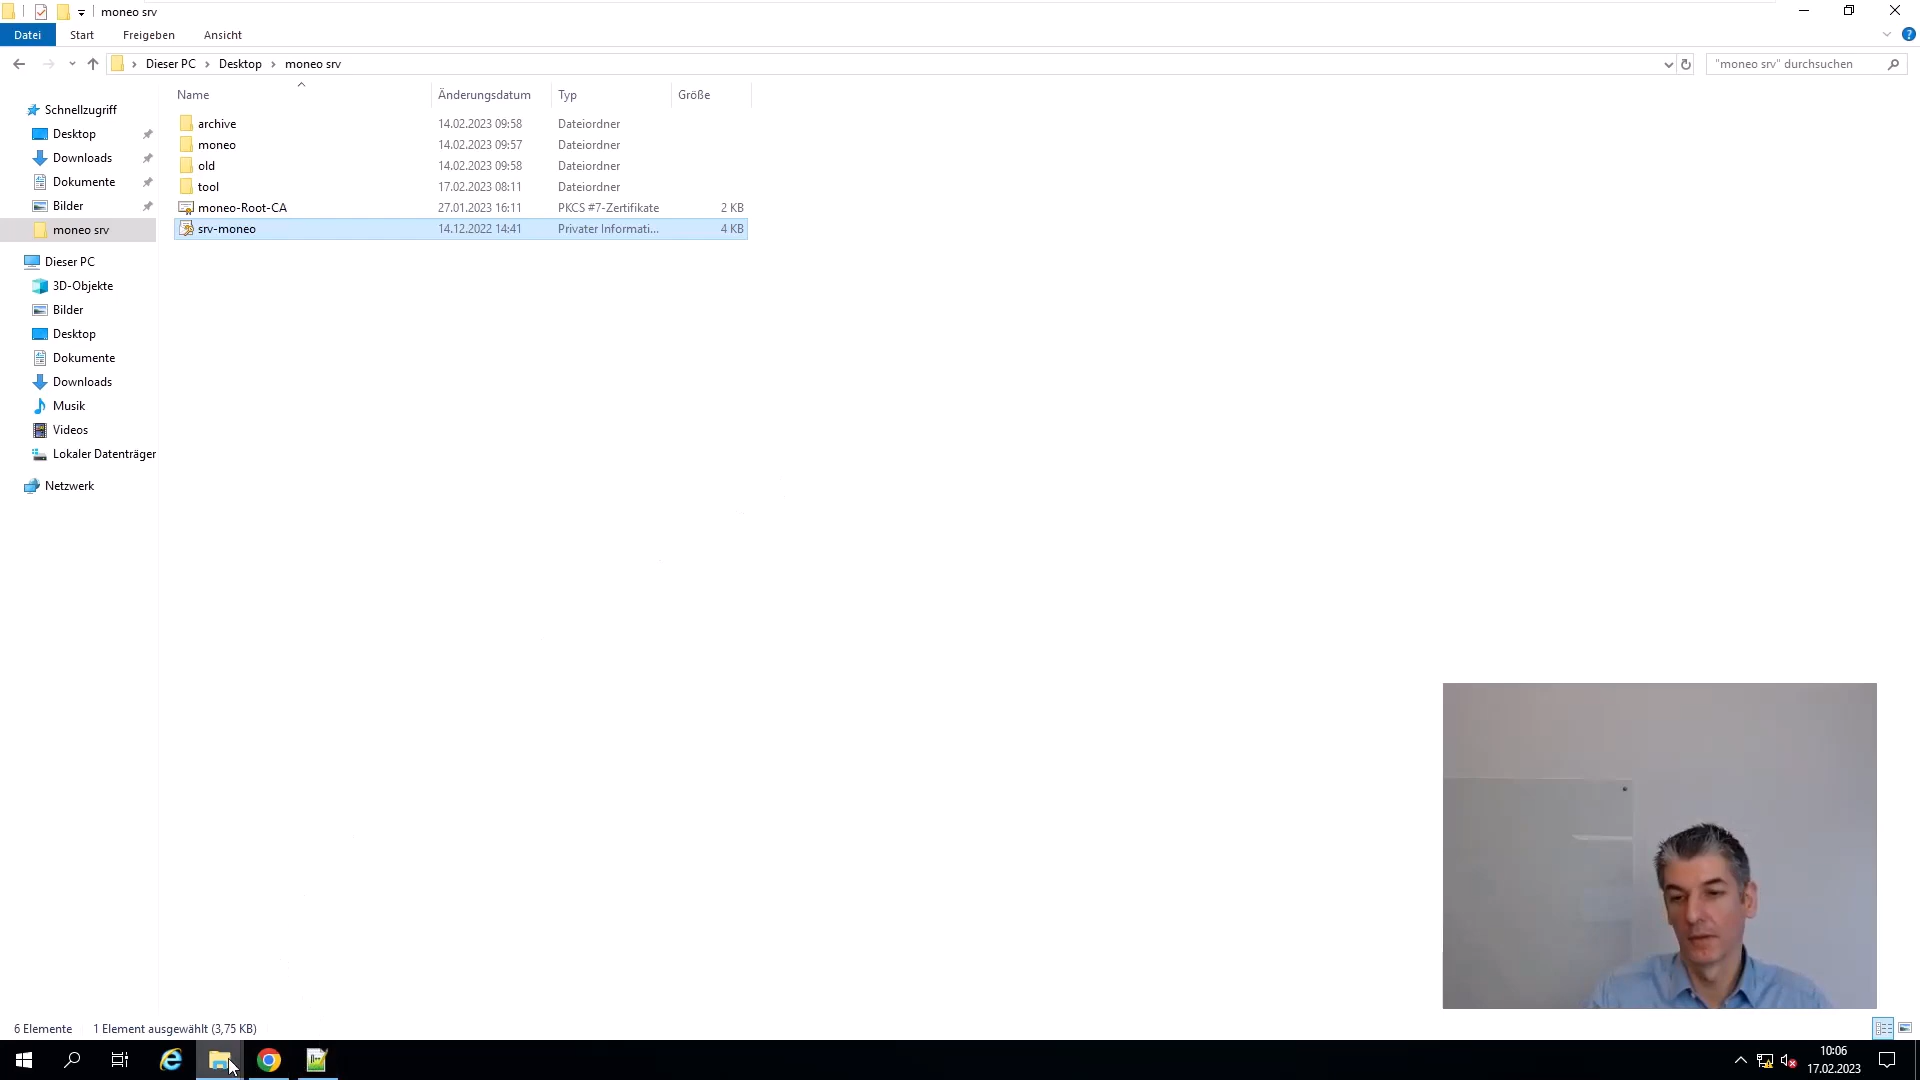 moneo srv
Datei Start Freigeben Ansicht
Dieser PC Desktop moneo srv "moneo srv" durchsuchen
Name Änderungsdatum Typ Größe
Schnellzugriff
Desktop
Downloads
Dokumente
Bilder
moneo srv
Dieser PC
3D-Objekte
Bilder
Desktop
Dokumente
Downloads
Musik
Videos
Lokaler Datenträger
Netzwerk
archive 14.02.2023 09:58 Dateiordner
moneo 14.02.2023 09:57 Dateiordner
old 14.02.2023 09:58 Dateiordner
tool 17.02.2023 08:11 Dateiordner
moneo-Root-CA 27.01.2023 16:11 PKCS #7-Zertifikate 2 KB
srv-moneo 14.12.2022 14:41 Privater Informati... 4 KB
6 Elemente 1 Element ausgewählt (3,75 KB)
10:06
17.02.2023